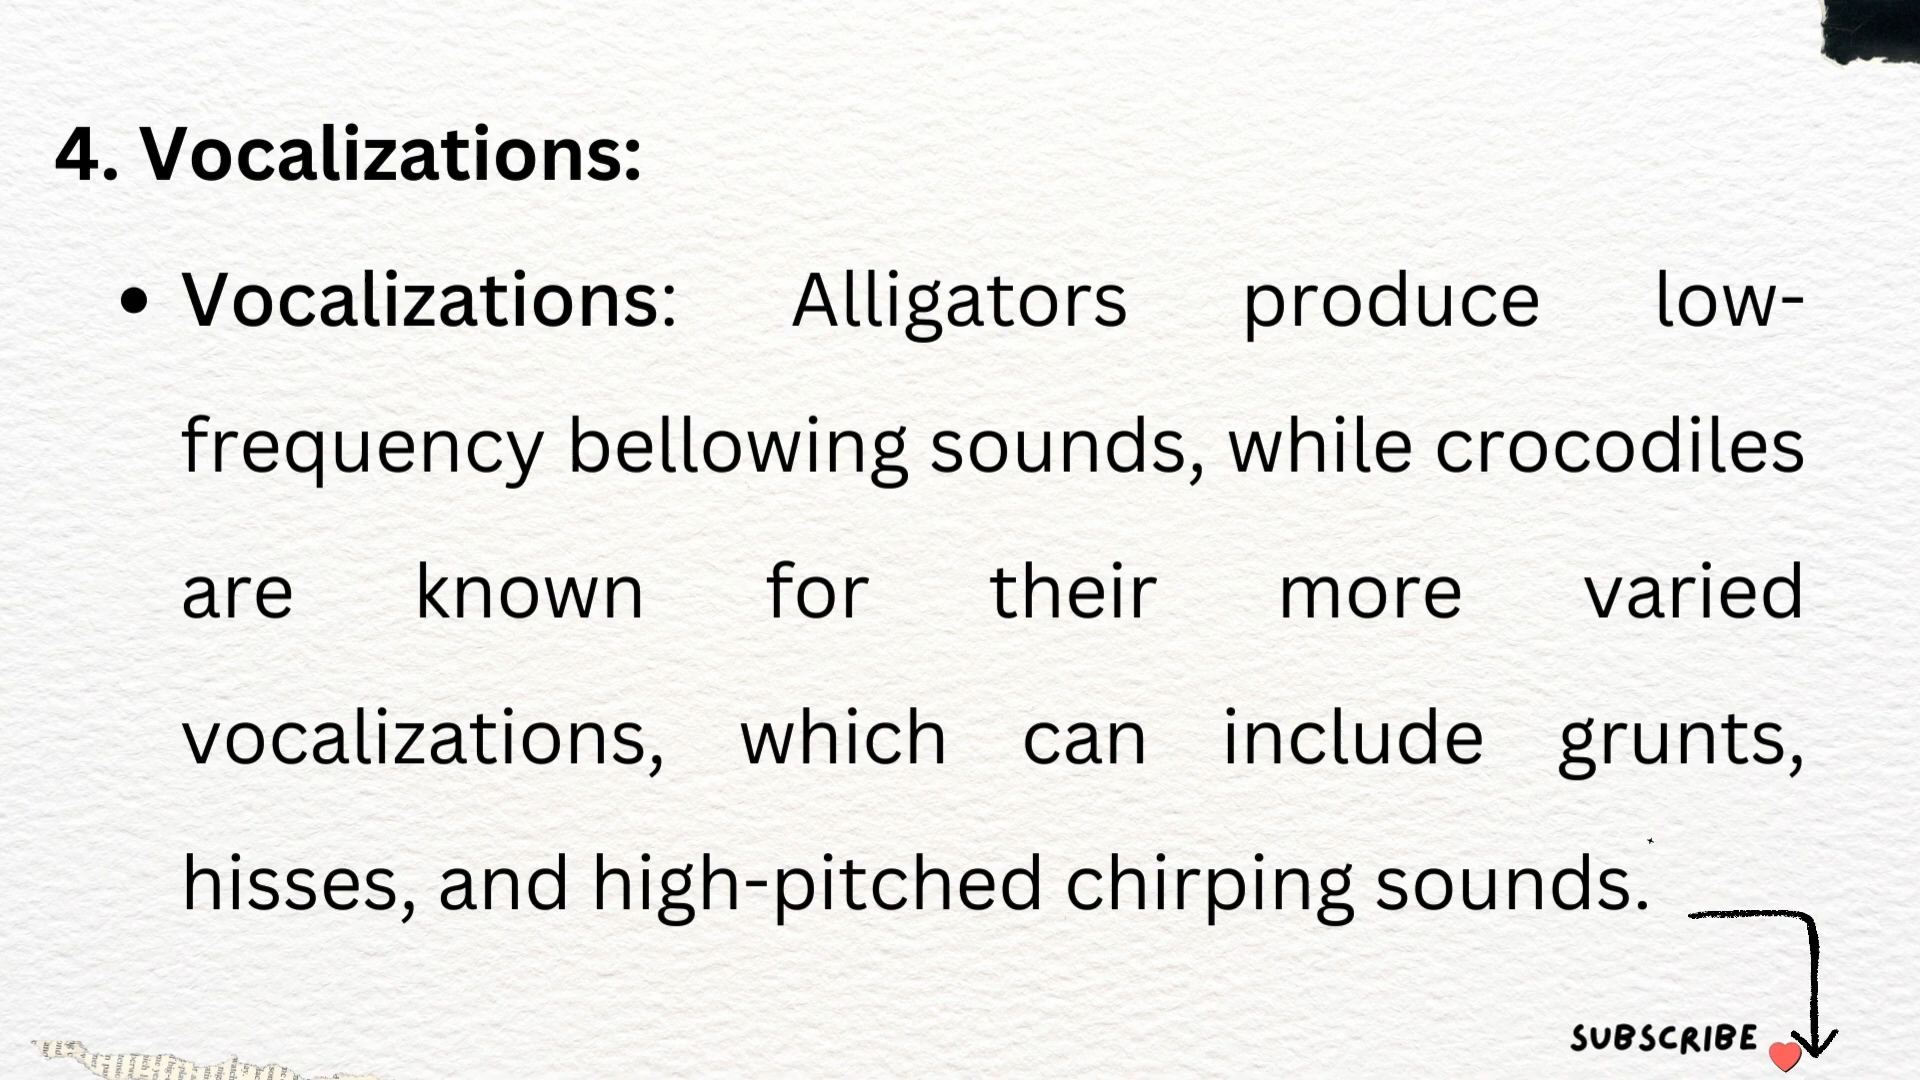 4. Vocalizations:
• Vocalizations: Alligators produce low-
frequency bellowing sounds, while crocodiles
are known for their more varied
vocalizations, which can include grunts,
hisses, and high-pitched chirping sounds.
SUBSCRIBE